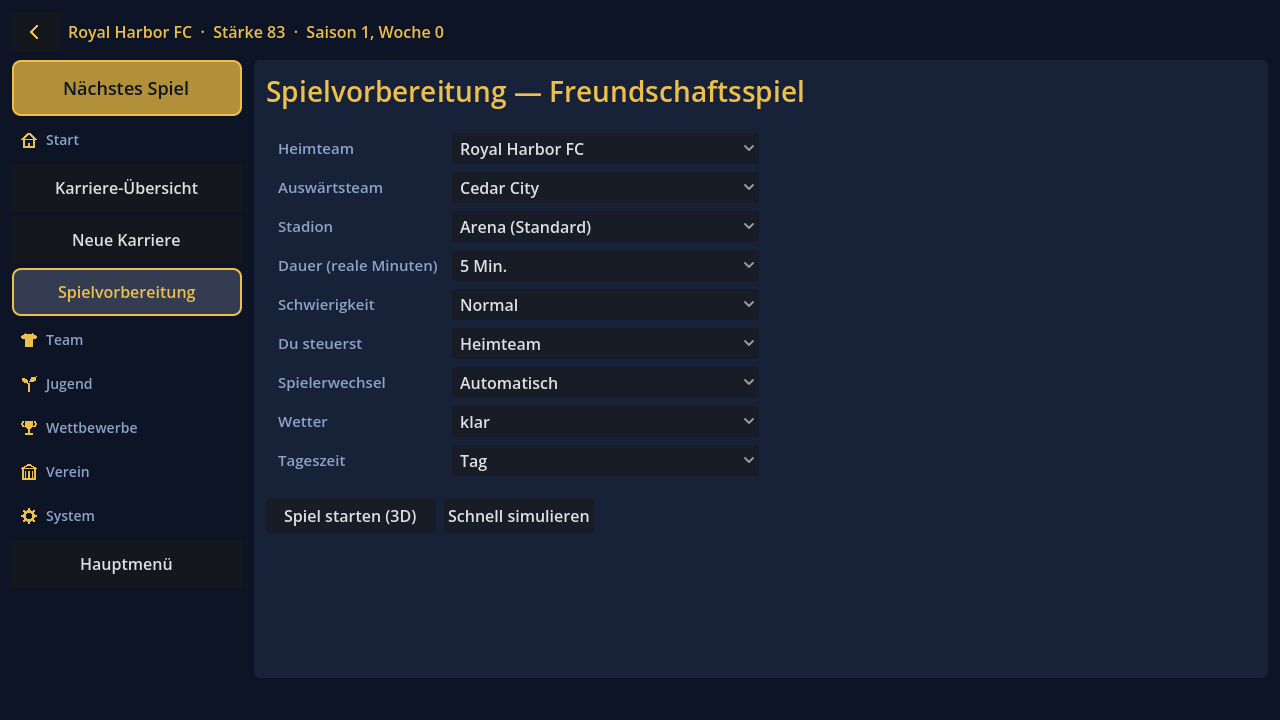 Royal Harbor FC · Stärke 83 · Saison 1, Woche 0
Nächstes Spiel
Start
Karriere-Übersicht
Neue Karriere
Spielvorbereitung
Team
Jugend
Wettbewerbe
Verein
System
Hauptmenü
Spielvorbereitung — Freundschaftsspiel
Heimteam Royal Harbor FC
Auswärtsteam Cedar City
Stadion Arena (Standard)
Dauer (reale Minuten) 5 Min.
Schwierigkeit Normal
Du steuerst Heimteam
Spielerwechsel Automatisch
Wetter klar
Tageszeit Tag
Spiel starten (3D) Schnell simulieren